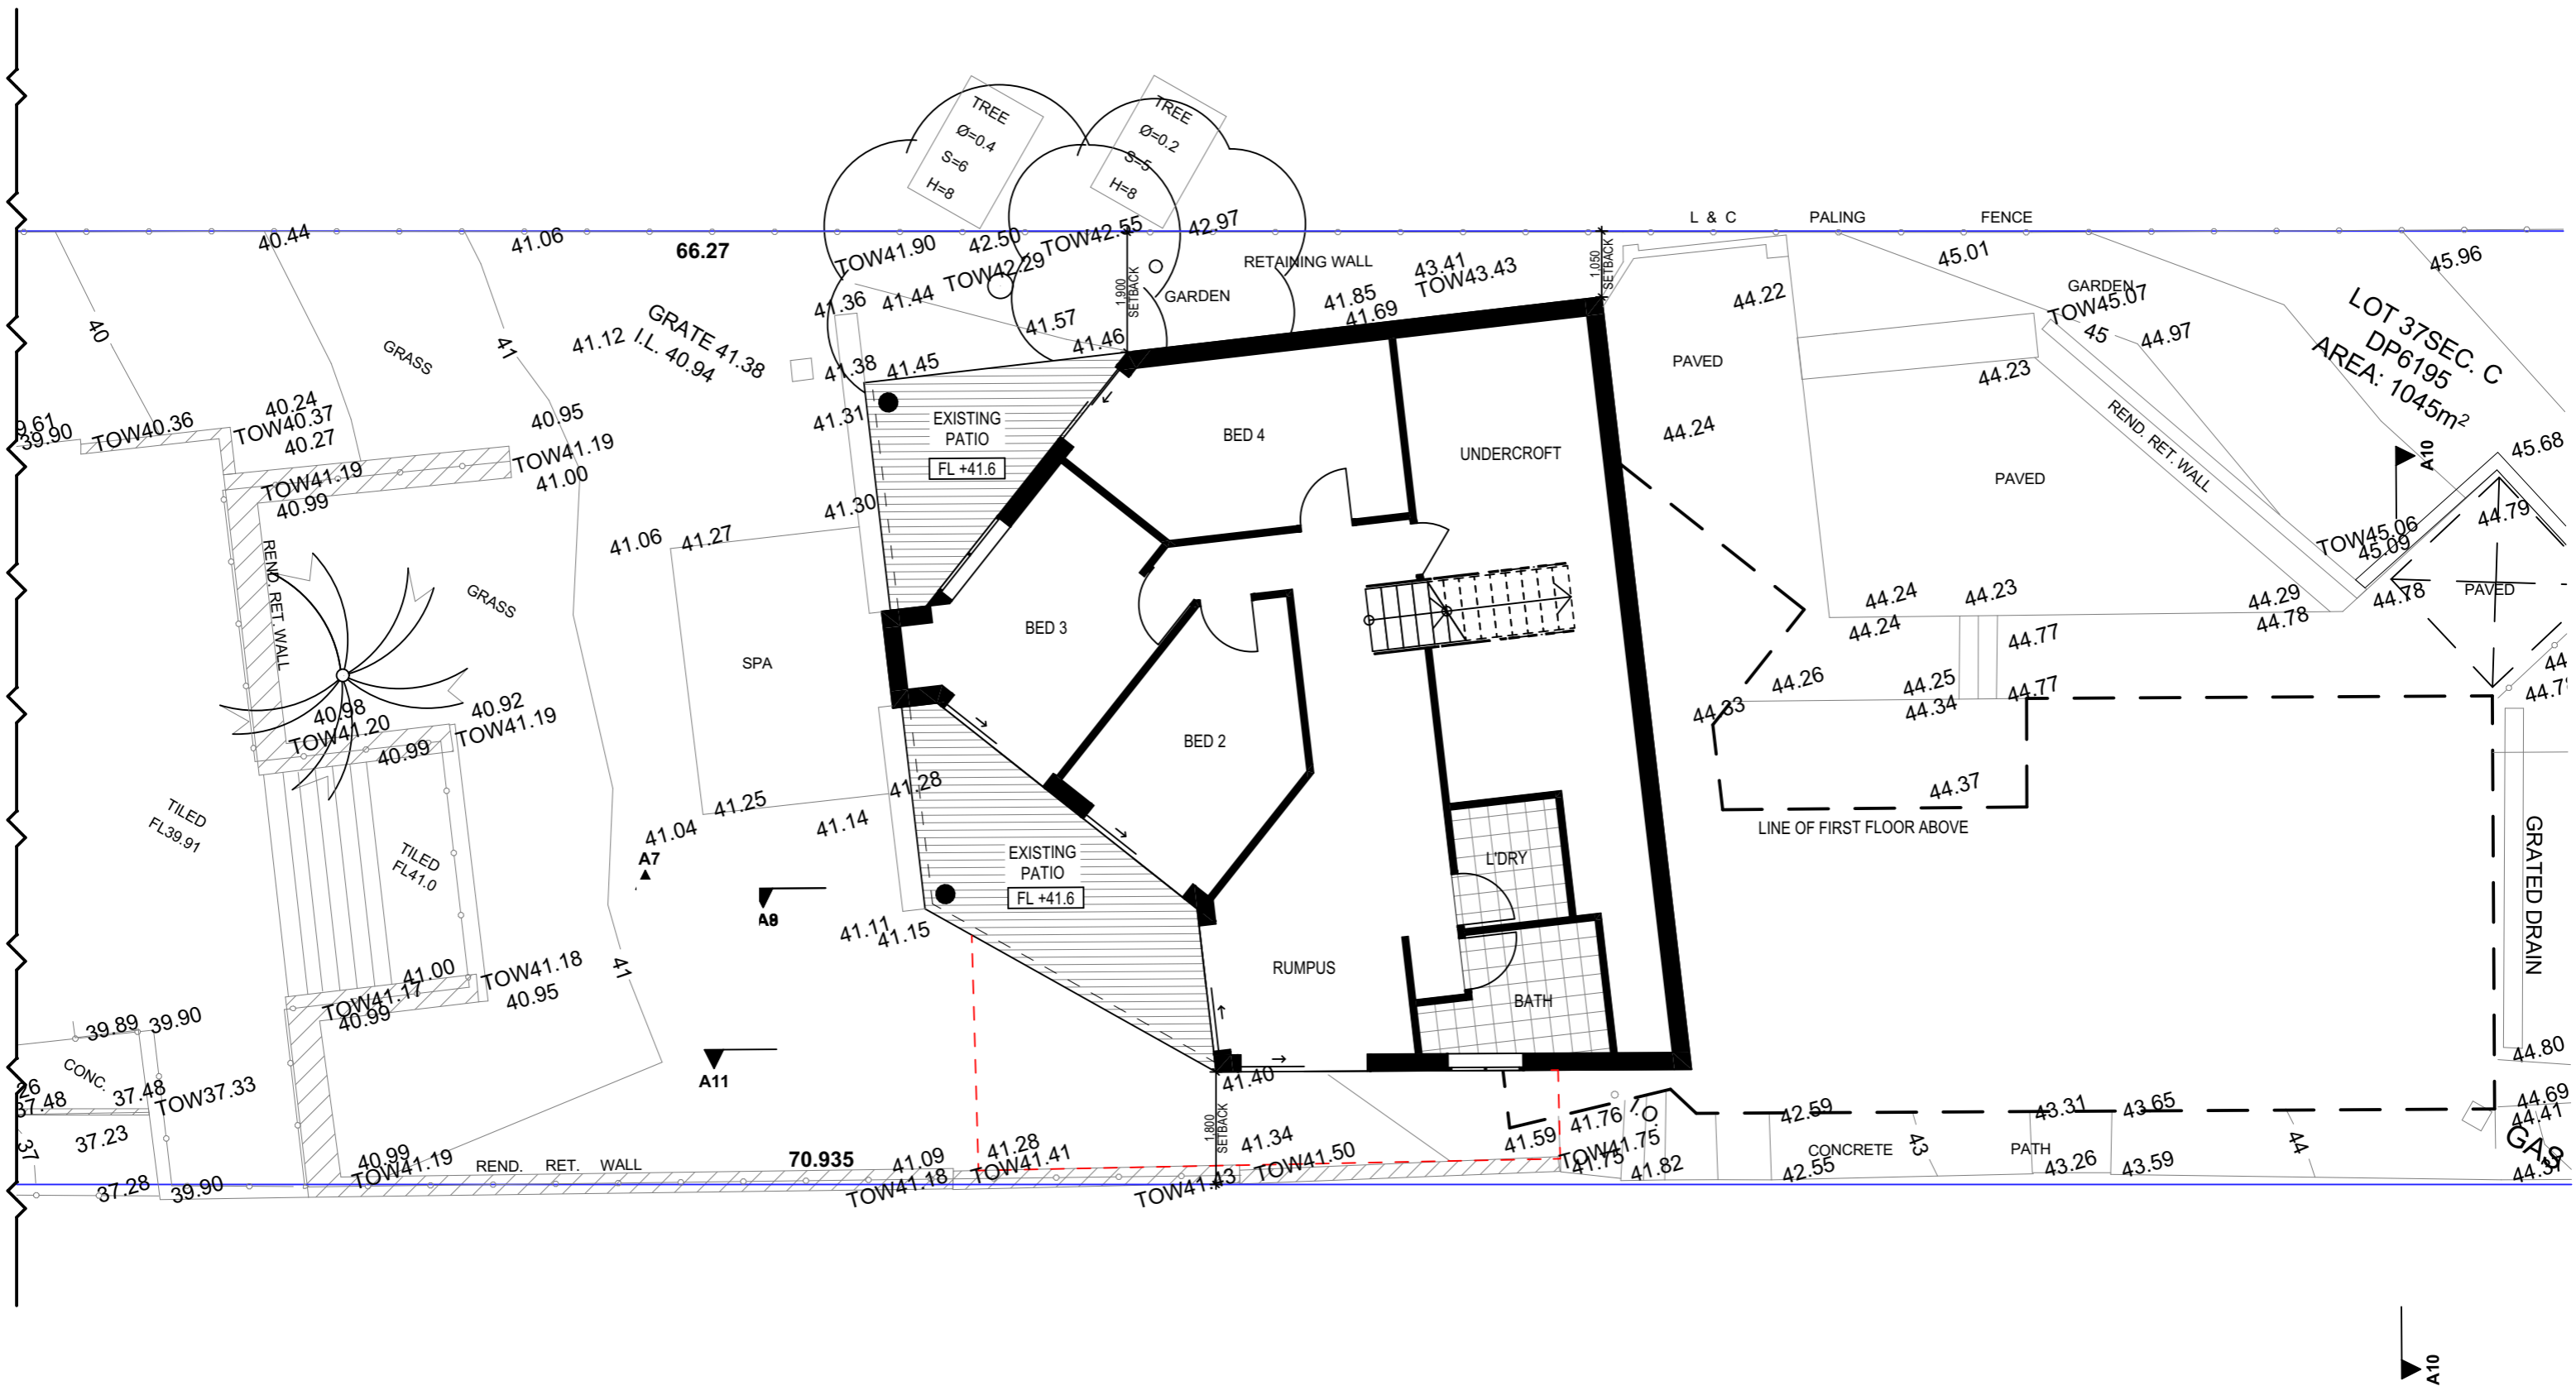 TREE
Ø=0.4
S=6
H=8
TREE
Ø=0.2
S=5
H=8
L & C PALING FENCE
40.44
41.06
66.27
TOW41.90
42.50
TOW42.55
42.97
TOW42.29
1,900
SETBACK
GARDEN
RETAINING WALL
43.41
TOW43.43
1,050
SETBACK
45.01
45.96
GARDEN
TOW45.07
45
44.97
44.22
LOT 37SEC. C
DP6195
AREA: 1045m²
40
GRASS
41
41.12
GRATE 41.38
I.L. 40.94
41.36
41.44
41.57
41.46
41.85
41.69
41.38
41.45
PAVED
44.23
REND. RET. WALL
9.61
39.90
TOW40.36
40.24
TOW40.37
40.27
40.95
TOW41.19
41.00
TOW41.19
40.99
41.31
EXISTING
PATIO
FL +41.6
BED 4
UNDERCROFT
44.24
PAVED
A10
45.68
41.30
41.06
41.27
TOW45.06
45.09
44.79
REND. RET. WALL
GRASS
SPA
BED 3
44.24
44.23
44.29
44.78
44.78
PAVED
44.24
44.77
40.98
TOW41.20
40.92
TOW41.19
40.99
BED 2
44.26
44.25
44.77
44.33
44.34
44.37
LINE OF FIRST FLOOR ABOVE
TILED
FL39.91
TILED
FL41.0
41.25
41.28
41.04
41.14
A7
EXISTING
PATIO
FL +41.6
L'DRY
GRATED DRAIN
41.11
41.15
41
41.00
TOW41.18
40.95
TOW41.17
40.99
RUMPUS
BATH
39.89
39.90
CONC.
37.48
37.48
TOW37.33
26
37.23
37
37.28
39.90
A11
41.40
1,800
SETBACK
44.80
44.69
44.41
GAS
44.37
40.99
TOW41.19
REND. RET. WALL
70.935
41.09
TOW41.18
41.28
TOW41.41
41.34
TOW41.50
TOW41.43
41.59
41.76
TOW41.75
41.75
41.82
42.59
CONCRETE PATH
42.55
43
43.31
43.26
43.65
43.59
44
A10